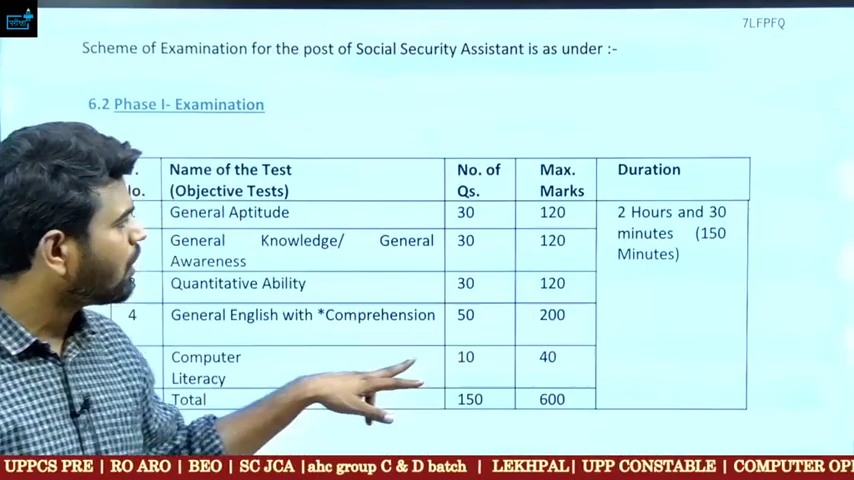 परीक्षा
7LFPFQ
Scheme of Examination for the post of Social Security Assistant is as under :-
6.2 Phase I- Examination
Name of the Test (Objective Tests) No. of Qs. Max. Marks Duration
General Aptitude 30 120 2 Hours and 30 minutes (150 Minutes)
General Knowledge/ General Awareness 30 120
Quantitative Ability 30 120
4 General English with *Comprehension 50 200
Computer Literacy 10 40
Total 150 600
UPPCS PRE | RO ARO | BEO | SC JCA |ahc group C & D batch | LEKHPAL| UPP CONSTABLE | COMPUTER OPE